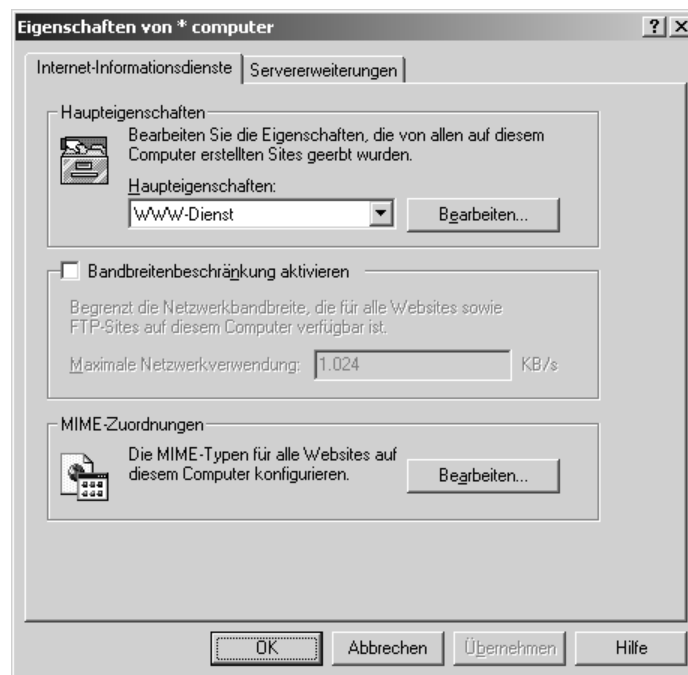 Eigenschaften von * computer
Internet-Informationsdienste
Servererweiterungen
Haupteigenschaften
Bearbeiten Sie die Eigenschaften, die von allen auf diesem
Computer erstellten Sites geerbt wurden.
Haupteigenschaften:
WWW-Dienst
Bearbeiten...
Bandbreitenbeschränkung aktivieren
Begrenzt die Netzwerkbandbreite, die für alle Websites sowie
FTP-Sites auf diesem Computer verfügbar ist.
Maximale Netzwerkverwendung: 1.024 KB/s
MIME-Zuordnungen
Die MIME-Typen für alle Websites auf
diesem Computer konfigurieren.
Bearbeiten...
OK Abbrechen Übernehmen Hilfe